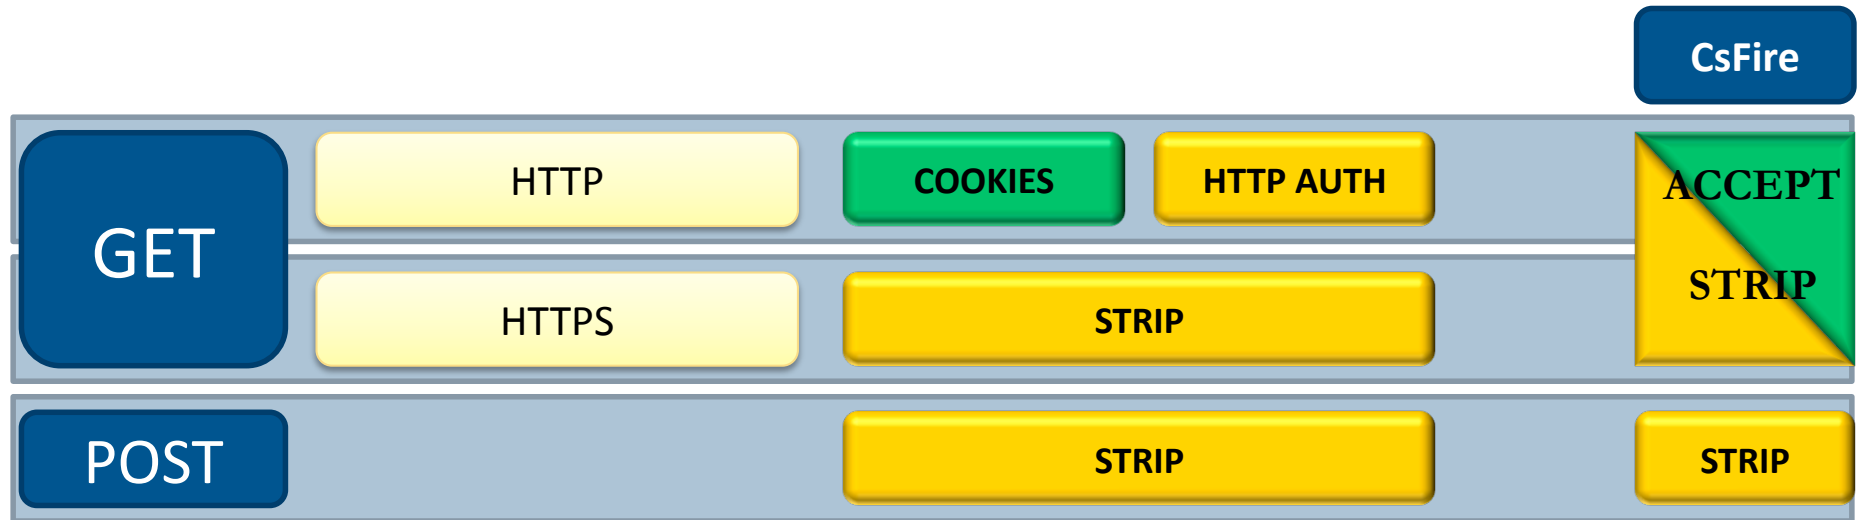 CsFire
GET
HTTP
COOKIES
HTTP AUTH
ACCEPT
STRIP
HTTPS
STRIP
POST
STRIP
STRIP